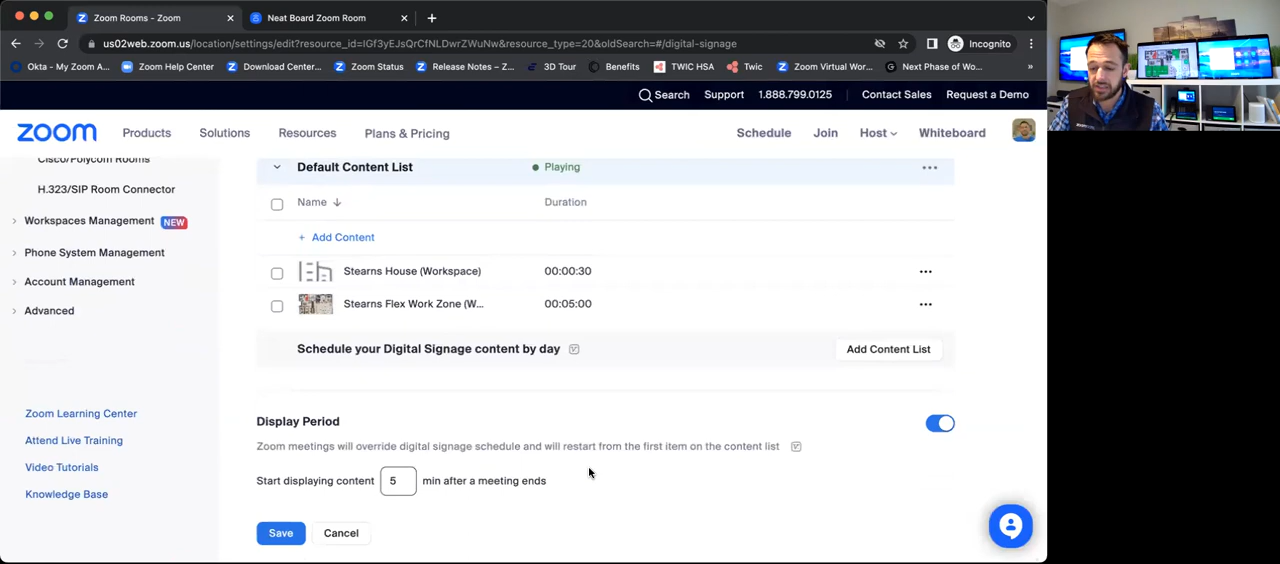 Zoom Rooms - Zoom
Neat Board Zoom Room
us02web.zoom.us/location/settings/edit?resource_id=IGf3yEJsQrCfNLDwrZWuNw&resource_type=20&oldSearch=#/digital-signage
Incognito
Okta - My Zoom A...
Zoom Help Center
Download Center...
Zoom Status
Release Notes – Z...
3D Tour
Benefits
TWIC HSA
Twic
Zoom Virtual Wor...
Next Phase of Wo...
Search
Support
1.888.799.0125
Contact Sales
Request a Demo
zoom
Products
Solutions
Resources
Plans & Pricing
Schedule
Join
Host
Whiteboard
Cisco/Polycom Rooms
H.323/SIP Room Connector
Workspaces Management NEW
Phone System Management
Account Management
Advanced
Zoom Learning Center
Attend Live Training
Video Tutorials
Knowledge Base
Default Content List
Playing
Name
Duration
+ Add Content
Stearns House (Workspace)
00:00:30
Stearns Flex Work Zone (W...
00:05:00
Schedule your Digital Signage content by day
Add Content List
Display Period
Zoom meetings will override digital signage schedule and will restart from the first item on the content list
Start displaying content 5 min after a meeting ends
Save
Cancel